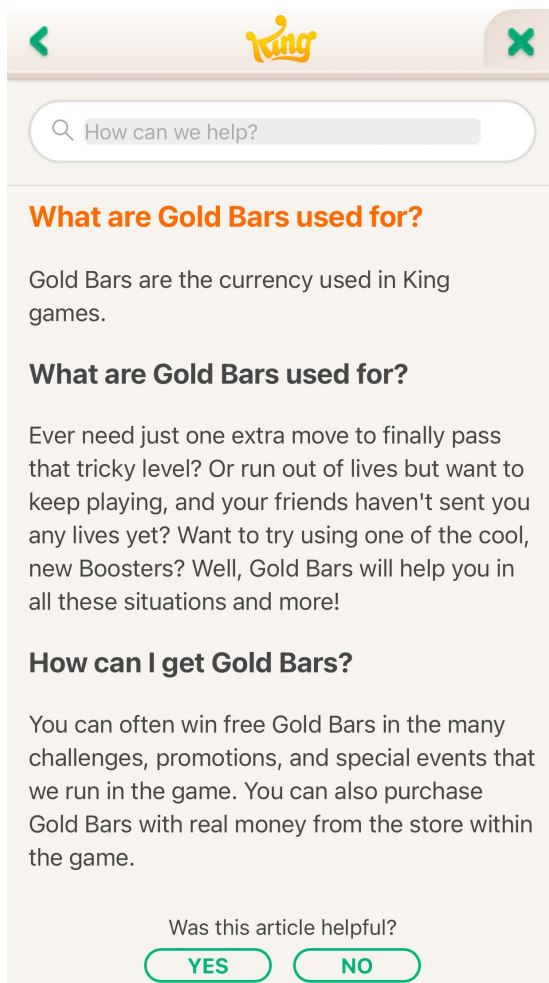 King
How can we help?
What are Gold Bars used for?
Gold Bars are the currency used in King
games.
What are Gold Bars used for?
Ever need just one extra move to finally pass
that tricky level? Or run out of lives but want to
keep playing, and your friends haven't sent you
any lives yet? Want to try using one of the cool,
new Boosters? Well, Gold Bars will help you in
all these situations and more!
How can I get Gold Bars?
You can often win free Gold Bars in the many
challenges, promotions, and special events that
we run in the game. You can also purchase
Gold Bars with real money from the store within
the game.
Was this article helpful?
YES NO